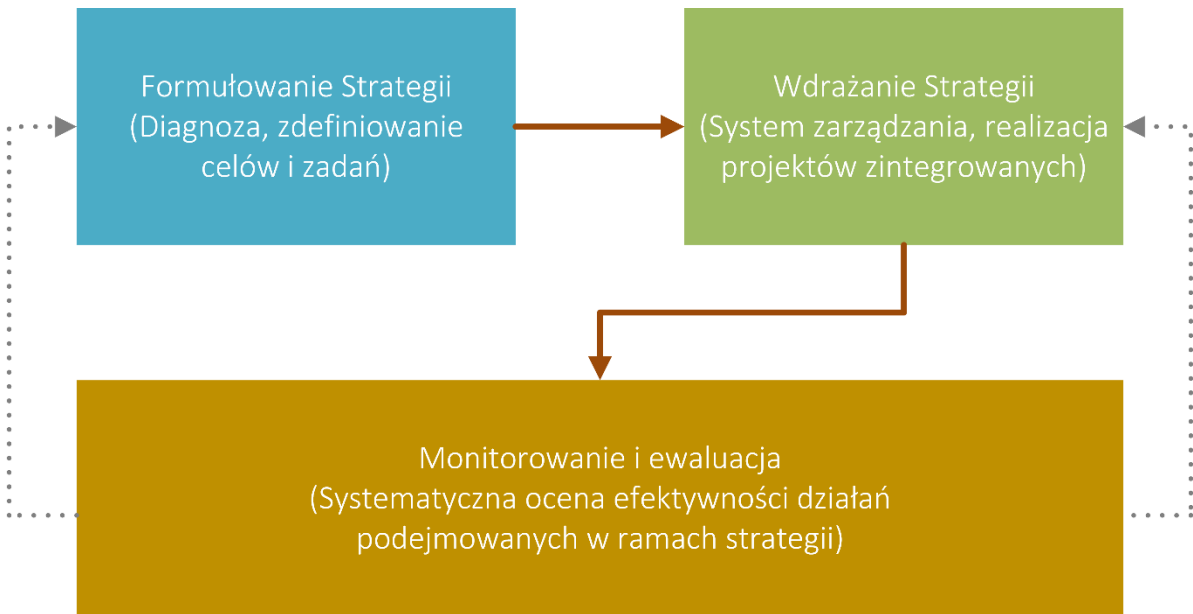 Formułowanie Strategii
(Diagnoza, zdefiniowanie
celów i zadań)
Wdrażanie Strategii
(System zarządzania, realizacja
projektów zintegrowanych)
Monitorowanie i ewaluacja
(Systematyczna ocena efektywności działań
podejmowanych w ramach strategii)